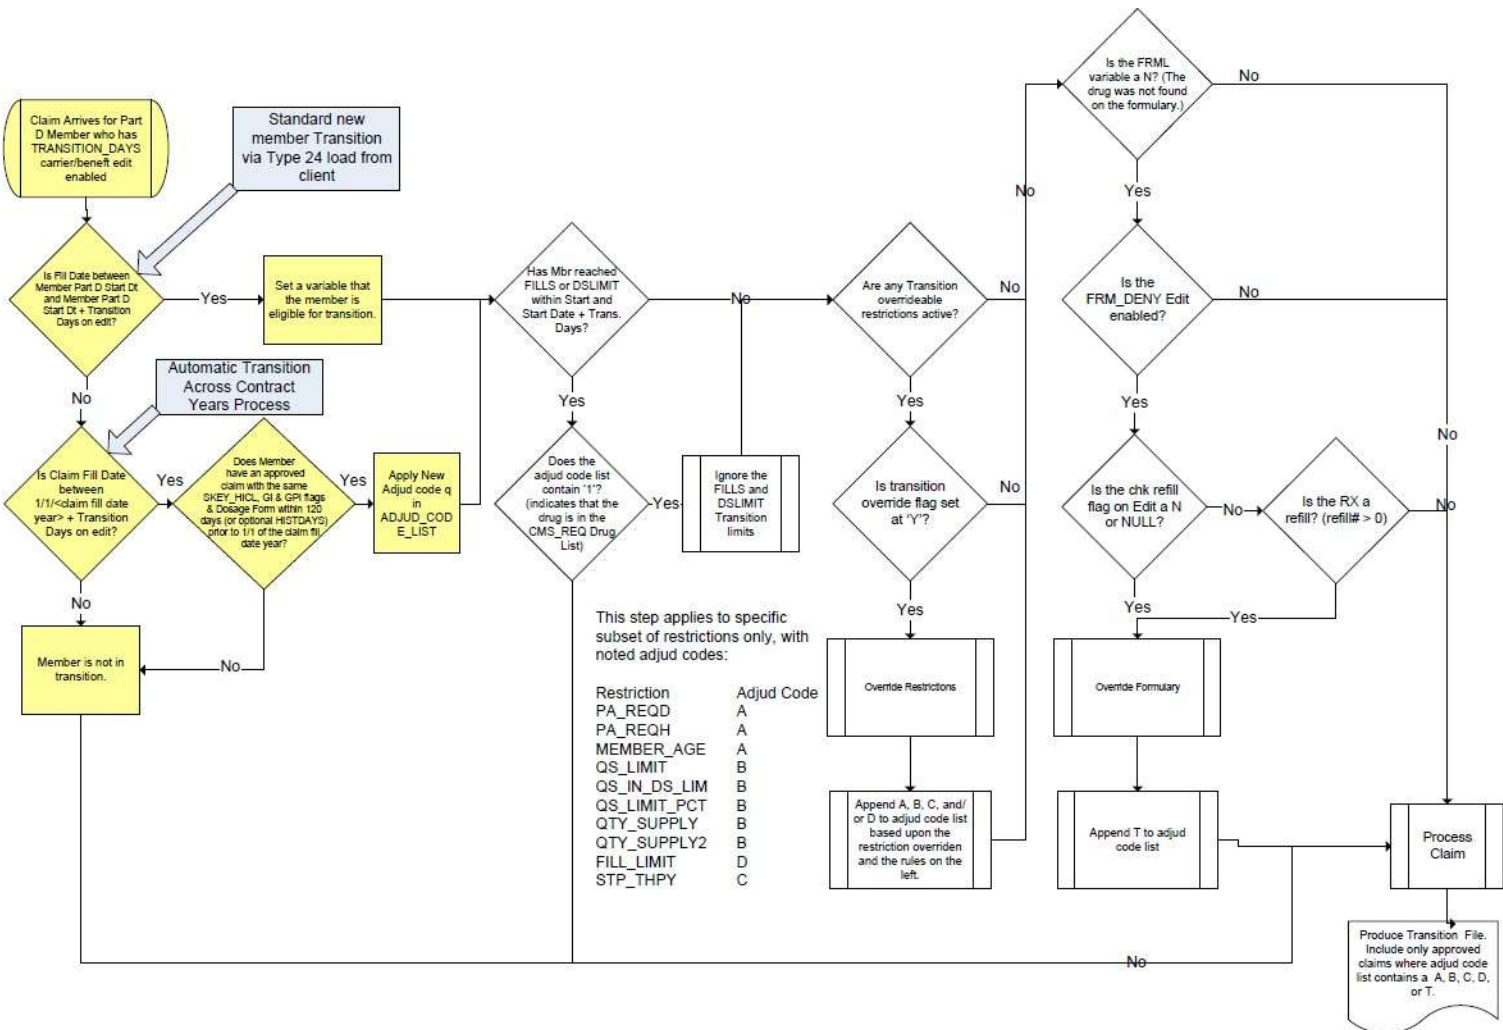 Claim Arrives for Part
D Member who has
TRANSITION_DAYS
carrier/beneft edit
enabled
Standard new
member Transition
via Type 24 load from
client
Is Fill Date between
Member Part D Start Dt
and Member Part D
Start Dt + Transition
Days on edit?
Yes
Set a variable that
the member is
eligible for transition.
No
Automatic Transition
Across Contract
Years Process
Is Claim Fill Date
between
1/1/<claim fill date
year> + Transition
Days on edit?
Yes
Does Member
have an approved
claim with the same
SKEY_HICL, GI & GPI flags
& Dosage Form within 120
days (or optional HISTDAYS)
prior to 1/1 of the claim fill
date year?
Yes
Apply New
Adjud code q
in
ADJUD_COD
E_LIST
No
No
Member is not in
transition.
Has Mbr reached
FILLS or DSLIMIT
within Start and
Start Date + Trans.
Days?
No
Yes
Does the
adjud code list
contain '1'?
(indicates that the
drug is in the
CMS_REQ Drug
List)
Yes
Ignore the
FILLS and
DSLIMIT
Transition
limits
This step applies to specific
subset of restrictions only, with
noted adjud codes:
Restriction Adjud Code
PA_REQD A
PA_REQH A
MEMBER_AGE A
QS_LIMIT B
QS_IN_DS_LIM B
QS_LIMIT_PCT B
QTY_SUPPLY B
QTY_SUPPLY2 B
FILL_LIMIT D
STP_THPY C
Are any Transition
overrideable
restrictions active?
No
No
Yes
Is transition
override flag set
at 'Y'?
No
Yes
Override Restrictions
Append A, B, C, and/
or D to adjud code list
based upon the
restriction overriden
and the rules on the
left.
Is the FRML
variable a N? (The
drug was not found
on the formulary.)
No
Yes
Is the
FRM_DENY Edit
enabled?
No
Yes
Is the chk refill
flag on Edit a N
or NULL?
No
Is the RX a
refill? (refill# > 0)
No
No
Yes
Yes
Override Formulary
Append T to adjud
code list
Process
Claim
No
Produce Transition File.
Include only approved
claims where adjud code
list contains a A, B, C, D,
or T.